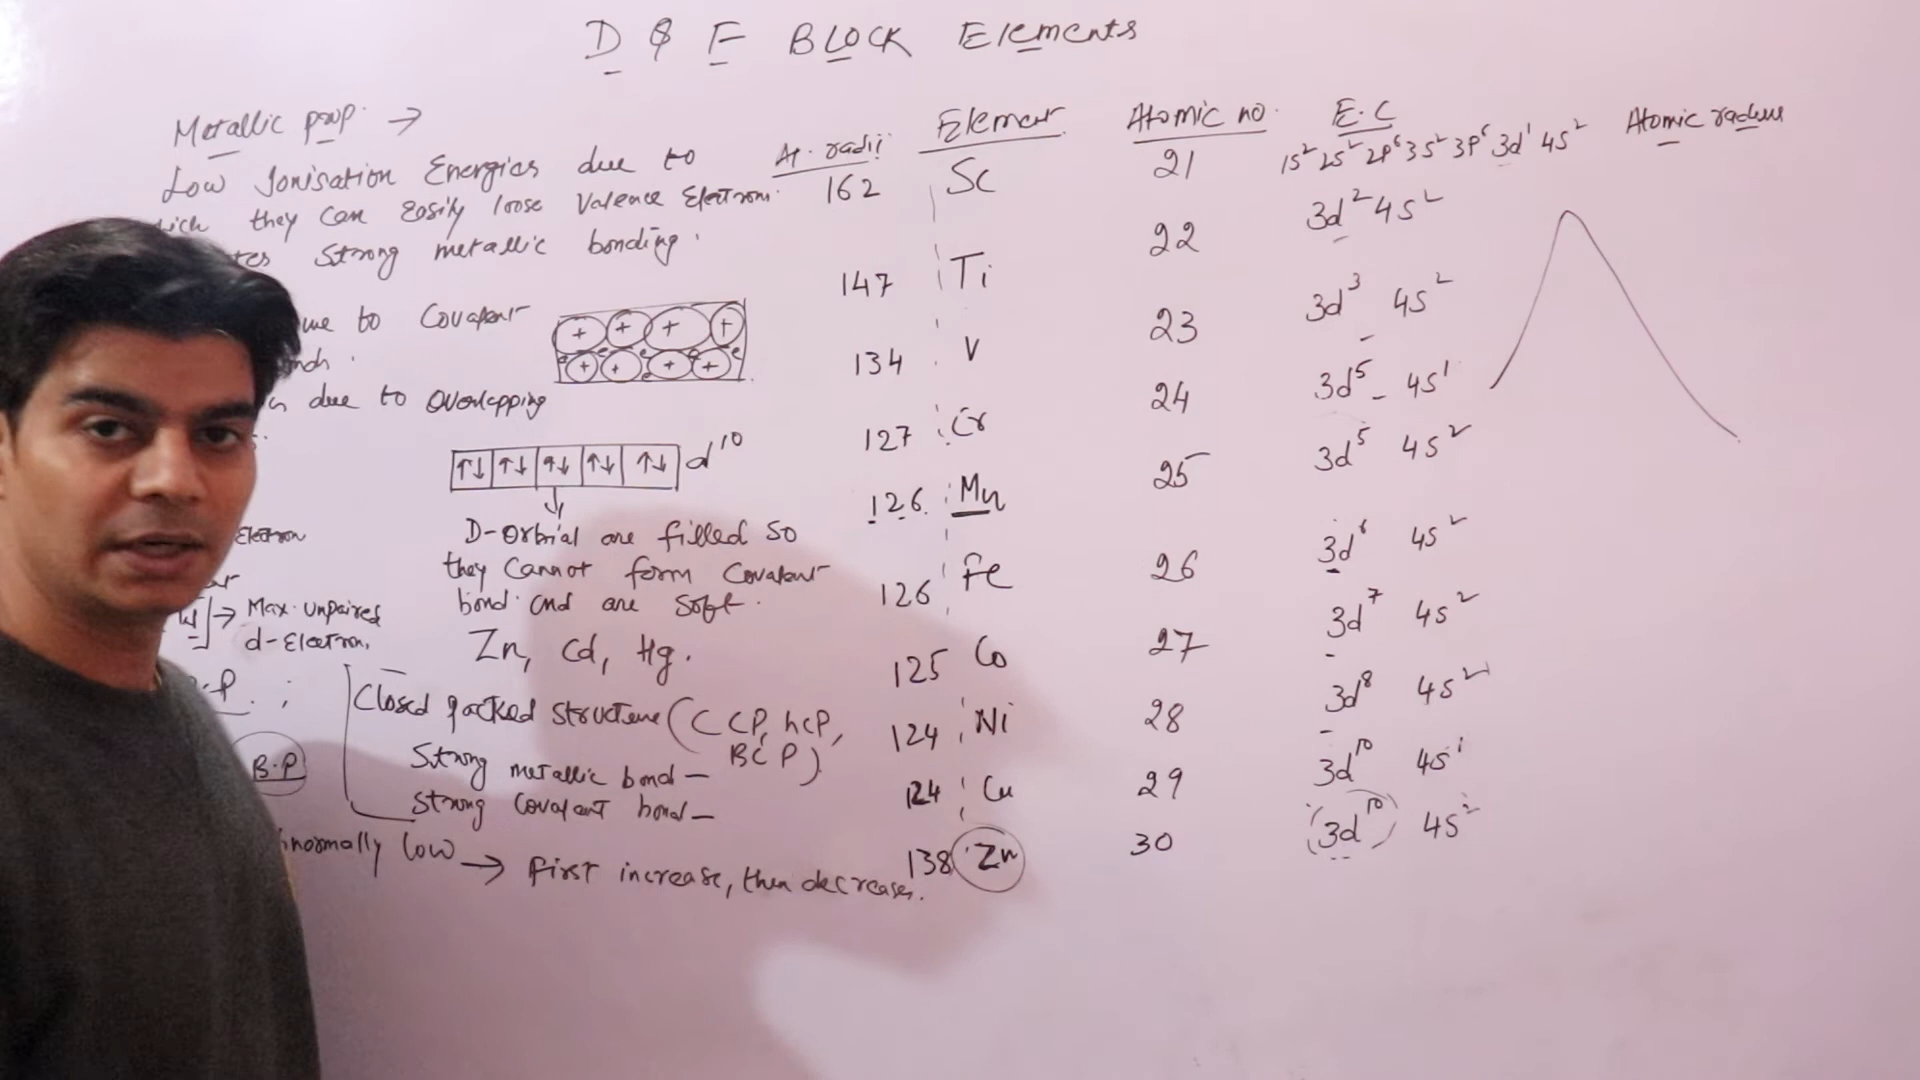 D & F BLOCK Elements
Metallic prop. →
Low Ionisation Energies due to
they can easily loose valence Electron.
Strong metallic bonding.
to Covalent
due to Overlapping
+ + + +
+ + + +
↑↓ ↑↓ ↑↓ ↑↓ ↑↓ d10
D-Orbial are filled so
they cannot form Covalent
bond and are soft.
Zn, Cd, Hg.
Electron
W → Max. unpaired
d-Electron.
Closed packed structure (CCP, hcp,
BCP)
Strong metallic bond —
Strong Covalent bond —
B.P
low → first increase, then decreases.
At. radii Element Atomic no. E.C Atomic radius
162 Sc 21 1s² 2s² 2p⁶ 3s² 3p⁶ 3d¹ 4s²
147 Ti 22 3d² 4s²
134 V 23 3d³ 4s²
127 Cr 24 3d⁵ 4s¹
126 Mn 25 3d⁵ 4s²
126 Fe 26 3d⁶ 4s²
125 Co 27 3d⁷ 4s²
124 Ni 28 3d⁸ 4s²
124 Cu 29 3d¹⁰ 4s¹
138 Zn 30 3d¹⁰ 4s²